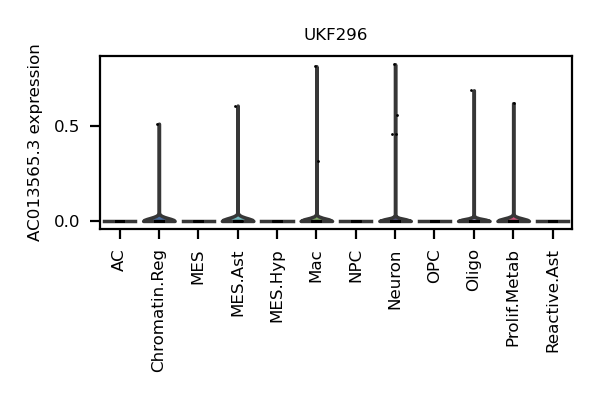 UKF296
AC013565.3 expression
0.5
0.0
AC
Chromatin.Reg
MES
MES.Ast
MES.Hyp
Mac
NPC
Neuron
OPC
Oligo
Prolif.Metab
Reactive.Ast